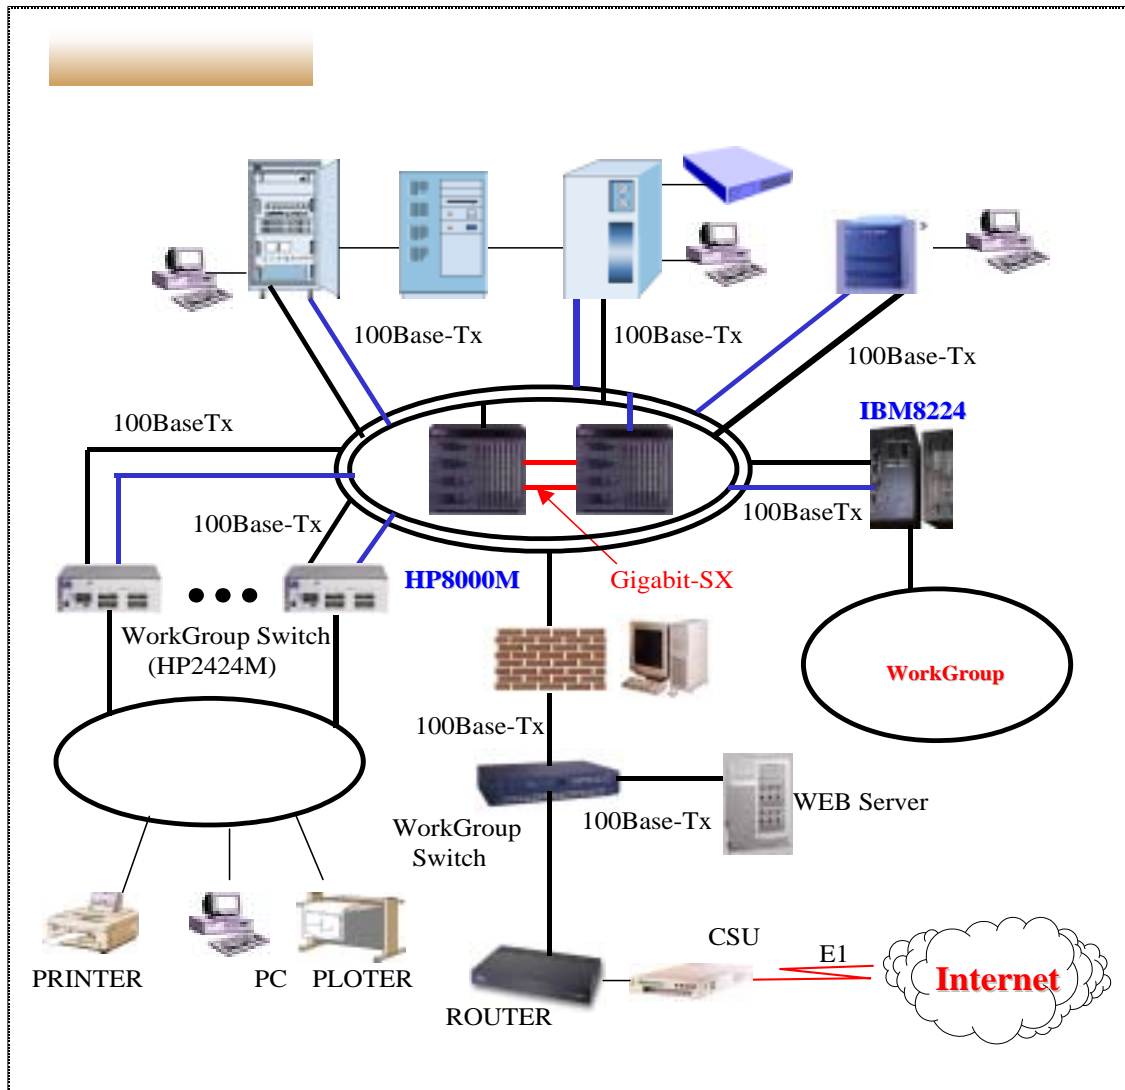 100Base-Tx
100Base-Tx
100Base-Tx
100BaseTx
IBM8224
100Base-Tx
100BaseTx
HP8000M
Gigabit-SX
WorkGroup Switch
(HP2424M)
WorkGroup
100Base-Tx
WEB Server
100Base-Tx
WorkGroup
Switch
CSU
E1
Internet
PRINTER
PC
PLOTER
ROUTER